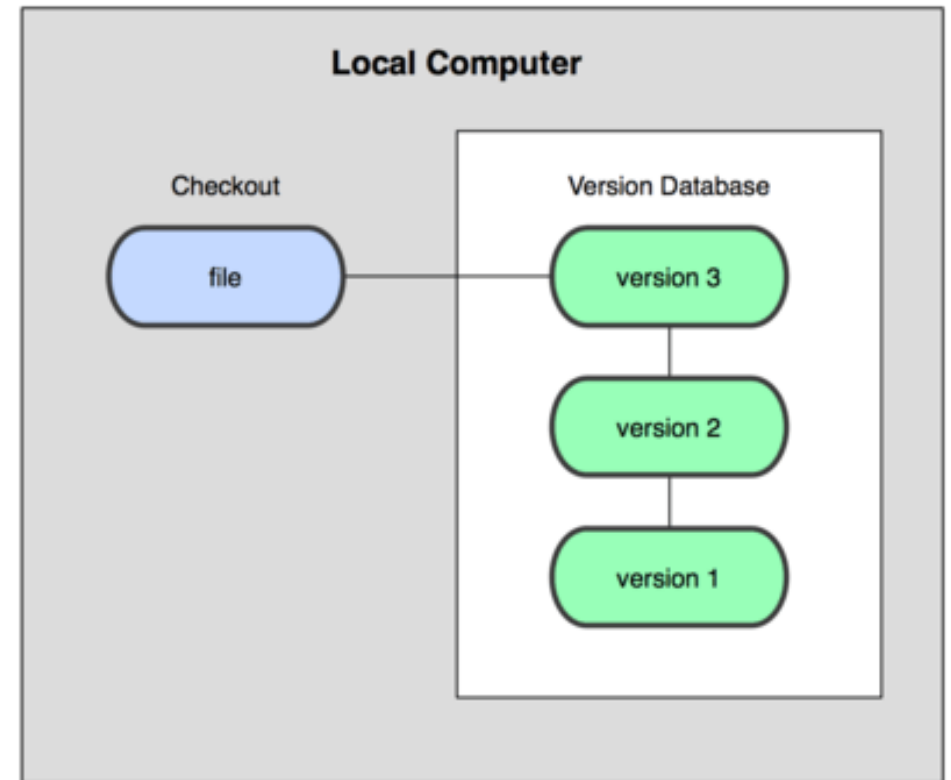 Local Computer
Checkout
Version Database
file
version 3
version 2
version 1